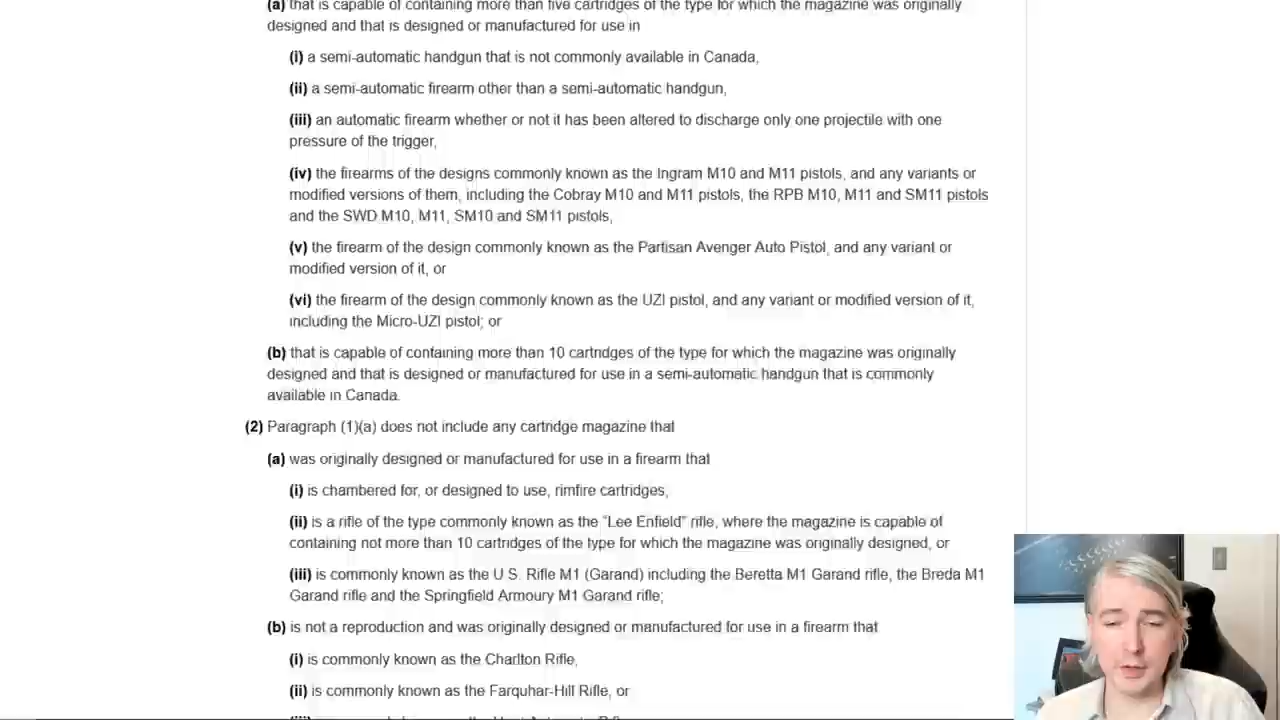 (a) that is capable of containing more than five cartridges of the type for which the magazine was originally
designed and that is designed or manufactured for use in
(i) a semi-automatic handgun that is not commonly available in Canada,
(ii) a semi-automatic firearm other than a semi-automatic handgun,
(iii) an automatic firearm whether or not it has been altered to discharge only one projectile with one
pressure of the trigger,
(iv) the firearms of the designs commonly known as the Ingram M10 and M11 pistols, and any variants or
modified versions of them, including the Cobray M10 and M11 pistols, the RPB M10, M11 and SM11 pistols
and the SWD M10, M11, SM10 and SM11 pistols,
(v) the firearm of the design commonly known as the Partisan Avenger Auto Pistol, and any variant or
modified version of it, or
(vi) the firearm of the design commonly known as the UZI pistol, and any variant or modified version of it,
including the Micro-UZI pistol; or
(b) that is capable of containing more than 10 cartridges of the type for which the magazine was originally
designed and that is designed or manufactured for use in a semi-automatic handgun that is commonly
available in Canada.
(2) Paragraph (1)(a) does not include any cartridge magazine that
(a) was originally designed or manufactured for use in a firearm that
(i) is chambered for, or designed to use, rimfire cartridges,
(ii) is a rifle of the type commonly known as the "Lee Enfield" rifle, where the magazine is capable of
containing not more than 10 cartridges of the type for which the magazine was originally designed, or
(iii) is commonly known as the U.S. Rifle M1 (Garand) including the Beretta M1 Garand rifle, the Breda M1
Garand rifle and the Springfield Armoury M1 Garand rifle;
(b) is not a reproduction and was originally designed or manufactured for use in a firearm that
(i) is commonly known as the Charlton Rifle,
(ii) is commonly known as the Farquhar-Hill Rifle, or